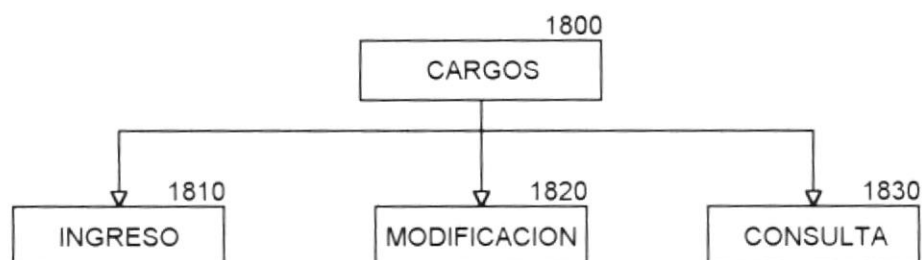 1800
CARGOS
1810 1820 1830
INGRESO MODIFICACION CONSULTA